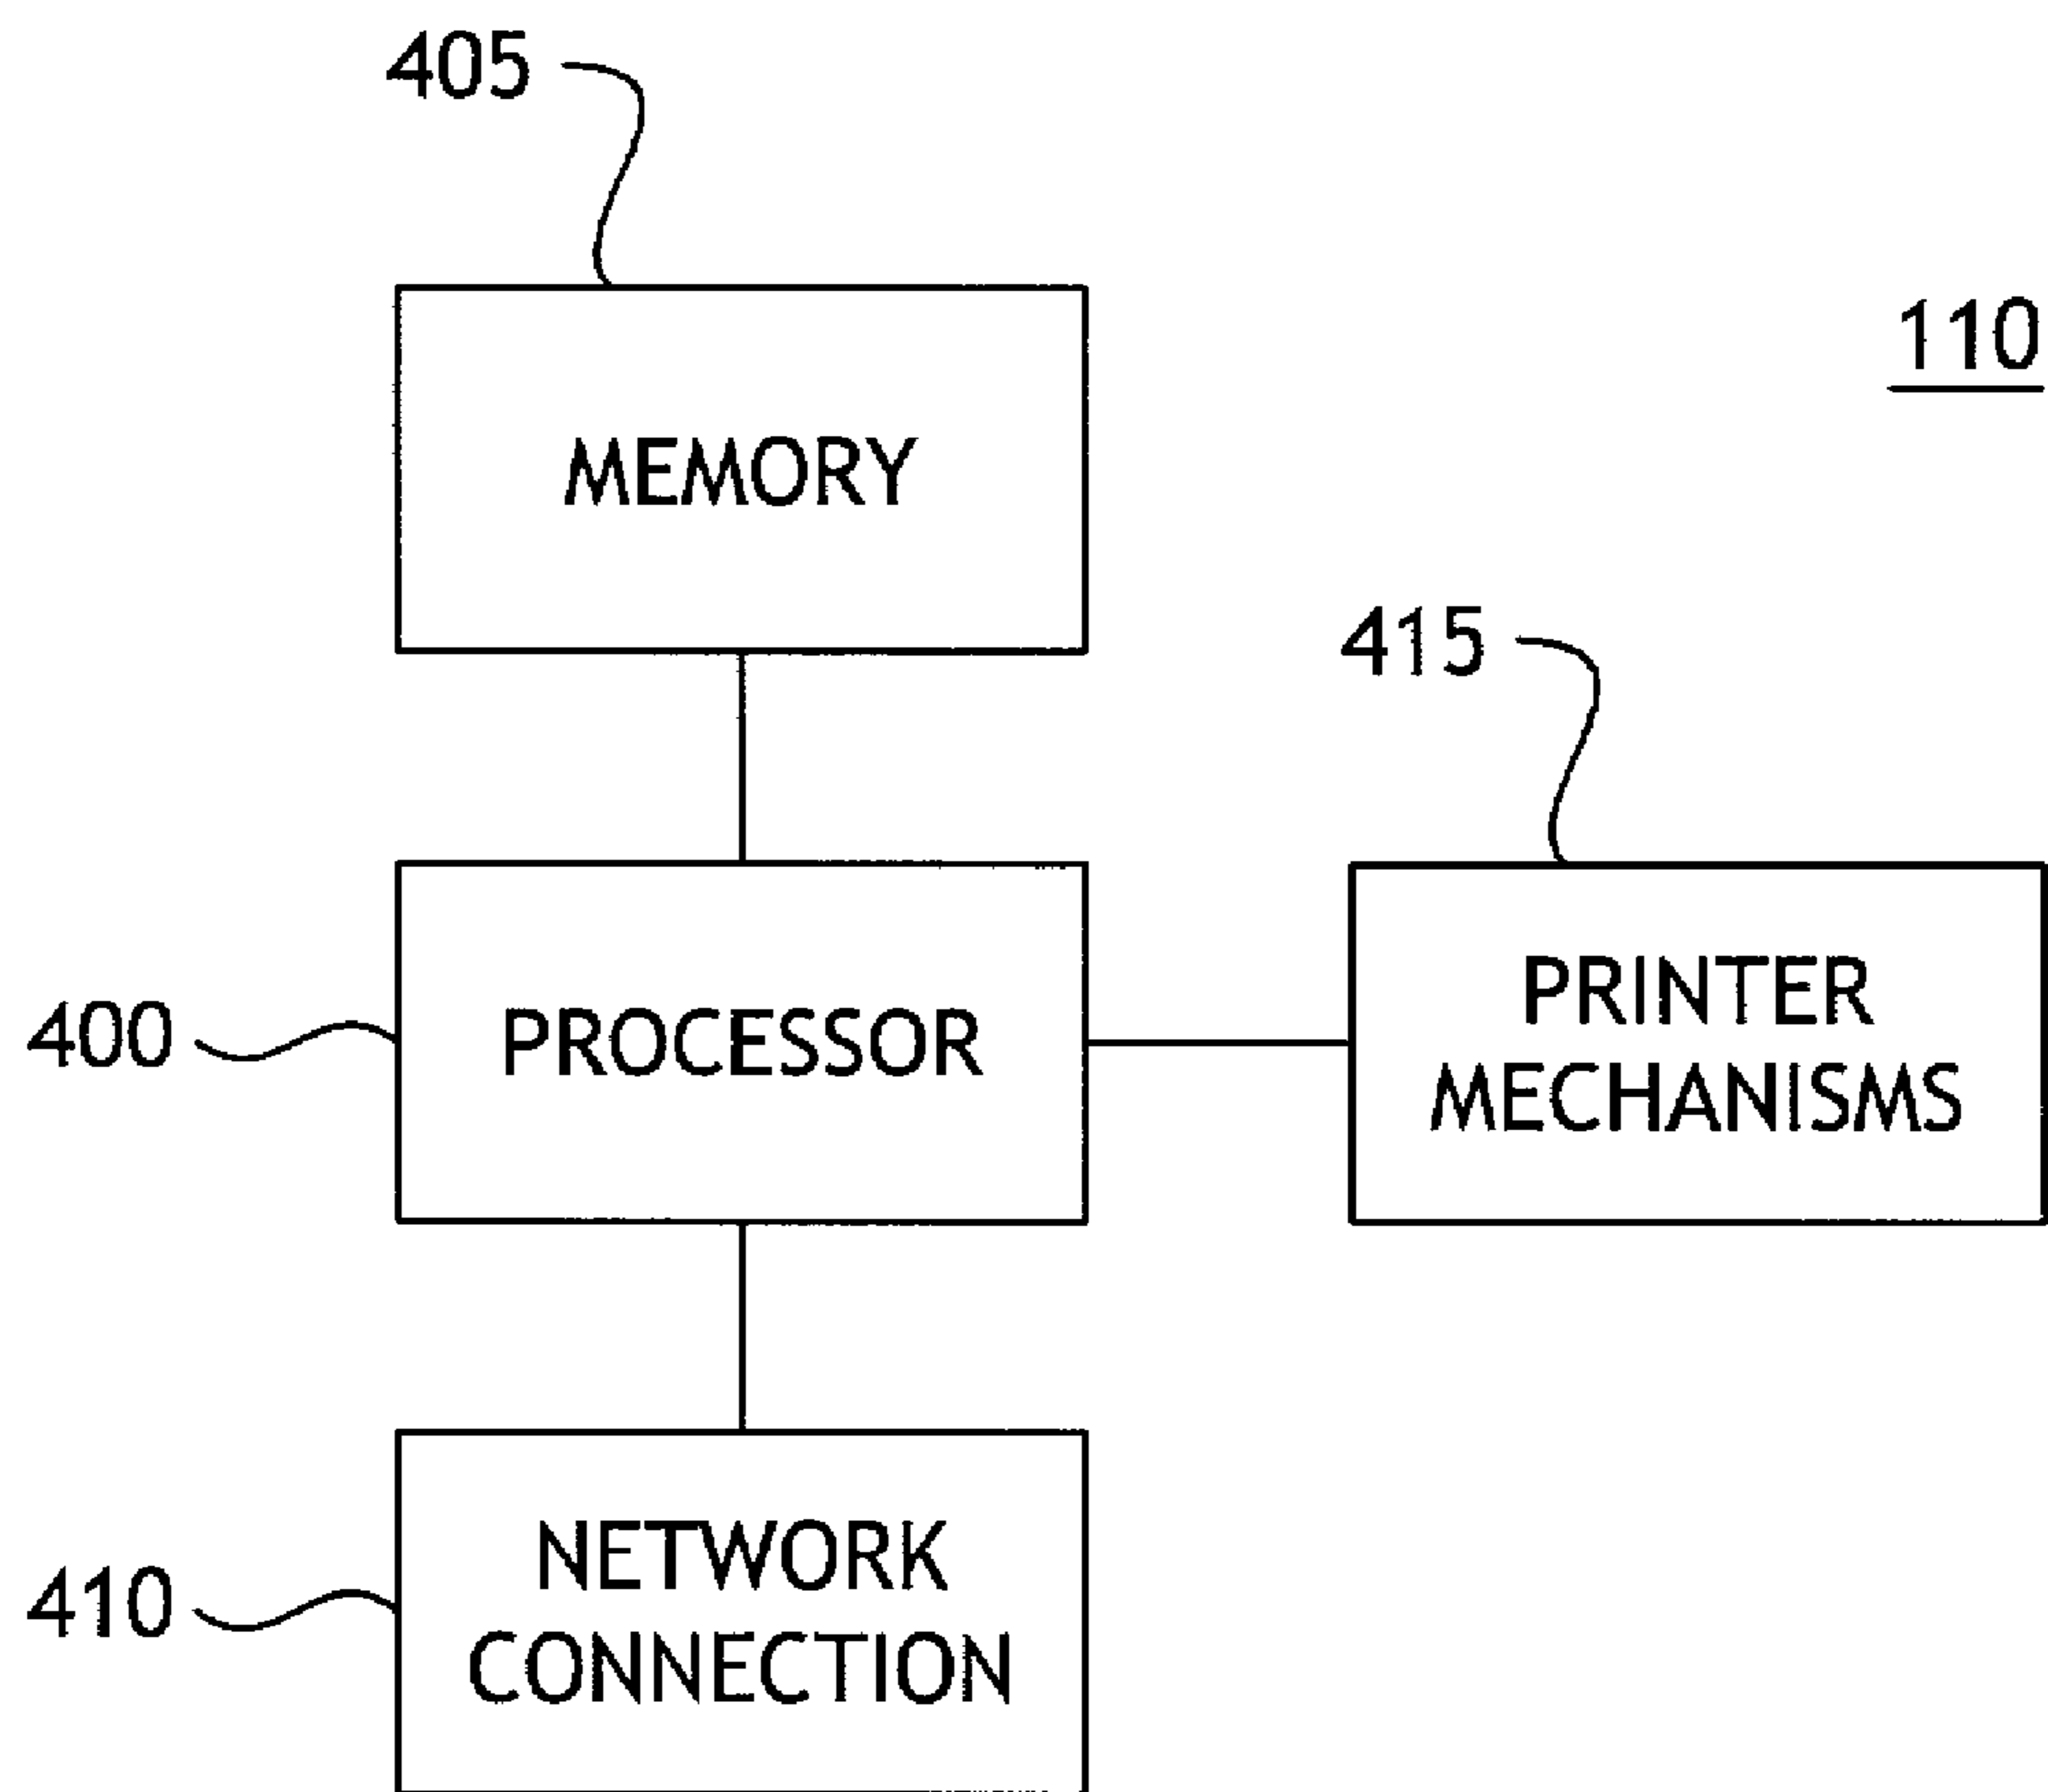 405
110
MEMORY
415
400
PROCESSOR
PRINTER
MECHANISMS
410
NETWORK
CONNECTION